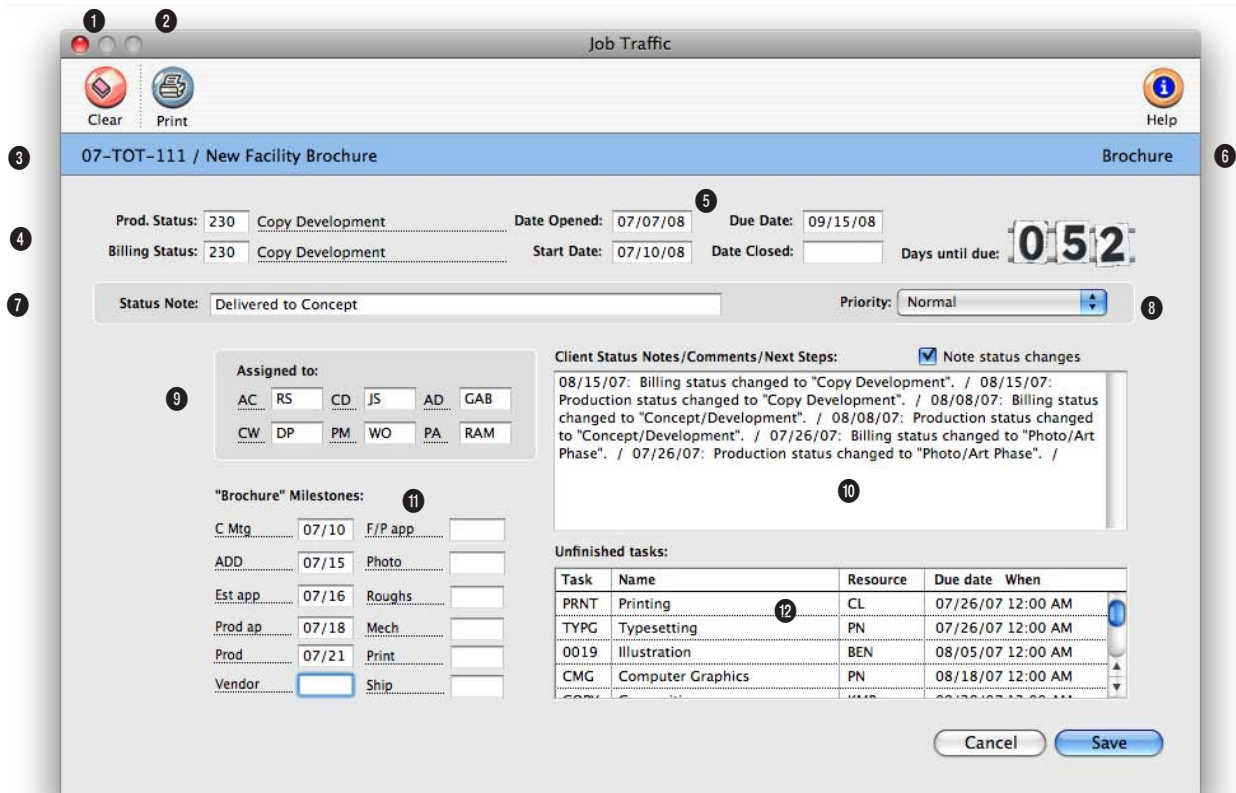 1 2
Job Traffic
Clear Print Help
3 07-TOT-111 / New Facility Brochure Brochure 6
5
Prod. Status: 230 Copy Development Date Opened: 07/07/08 Due Date: 09/15/08
4
Billing Status: 230 Copy Development Start Date: 07/10/08 Date Closed: Days until due: 052
7 Status Note: Delivered to Concept Priority: Normal 8
Client Status Notes/Comments/Next Steps: Note status changes
Assigned to:
9 AC RS CD JS AD GAB
CW DP PM WO PA RAM
08/15/07: Billing status changed to "Copy Development". / 08/15/07:
Production status changed to "Copy Development". / 08/08/07: Billing status
changed to "Concept/Development". / 08/08/07: Production status changed
to "Concept/Development". / 07/26/07: Billing status changed to "Photo/Art
Phase". / 07/26/07: Production status changed to "Photo/Art Phase". /
10
"Brochure" Milestones: 11
C Mtg 07/10 F/P app
ADD 07/15 Photo
Est app 07/16 Roughs
Prod ap 07/18 Mech
Prod 07/21 Print
Vendor Ship
Unfinished tasks:
Task Name Resource Due date When
PRNT Printing 12 CL 07/26/07 12:00 AM
TYPG Typesetting PN 07/26/07 12:00 AM
0019 Illustration BEN 08/05/07 12:00 AM
CMG Computer Graphics PN 08/18/07 12:00 AM
Cancel Save